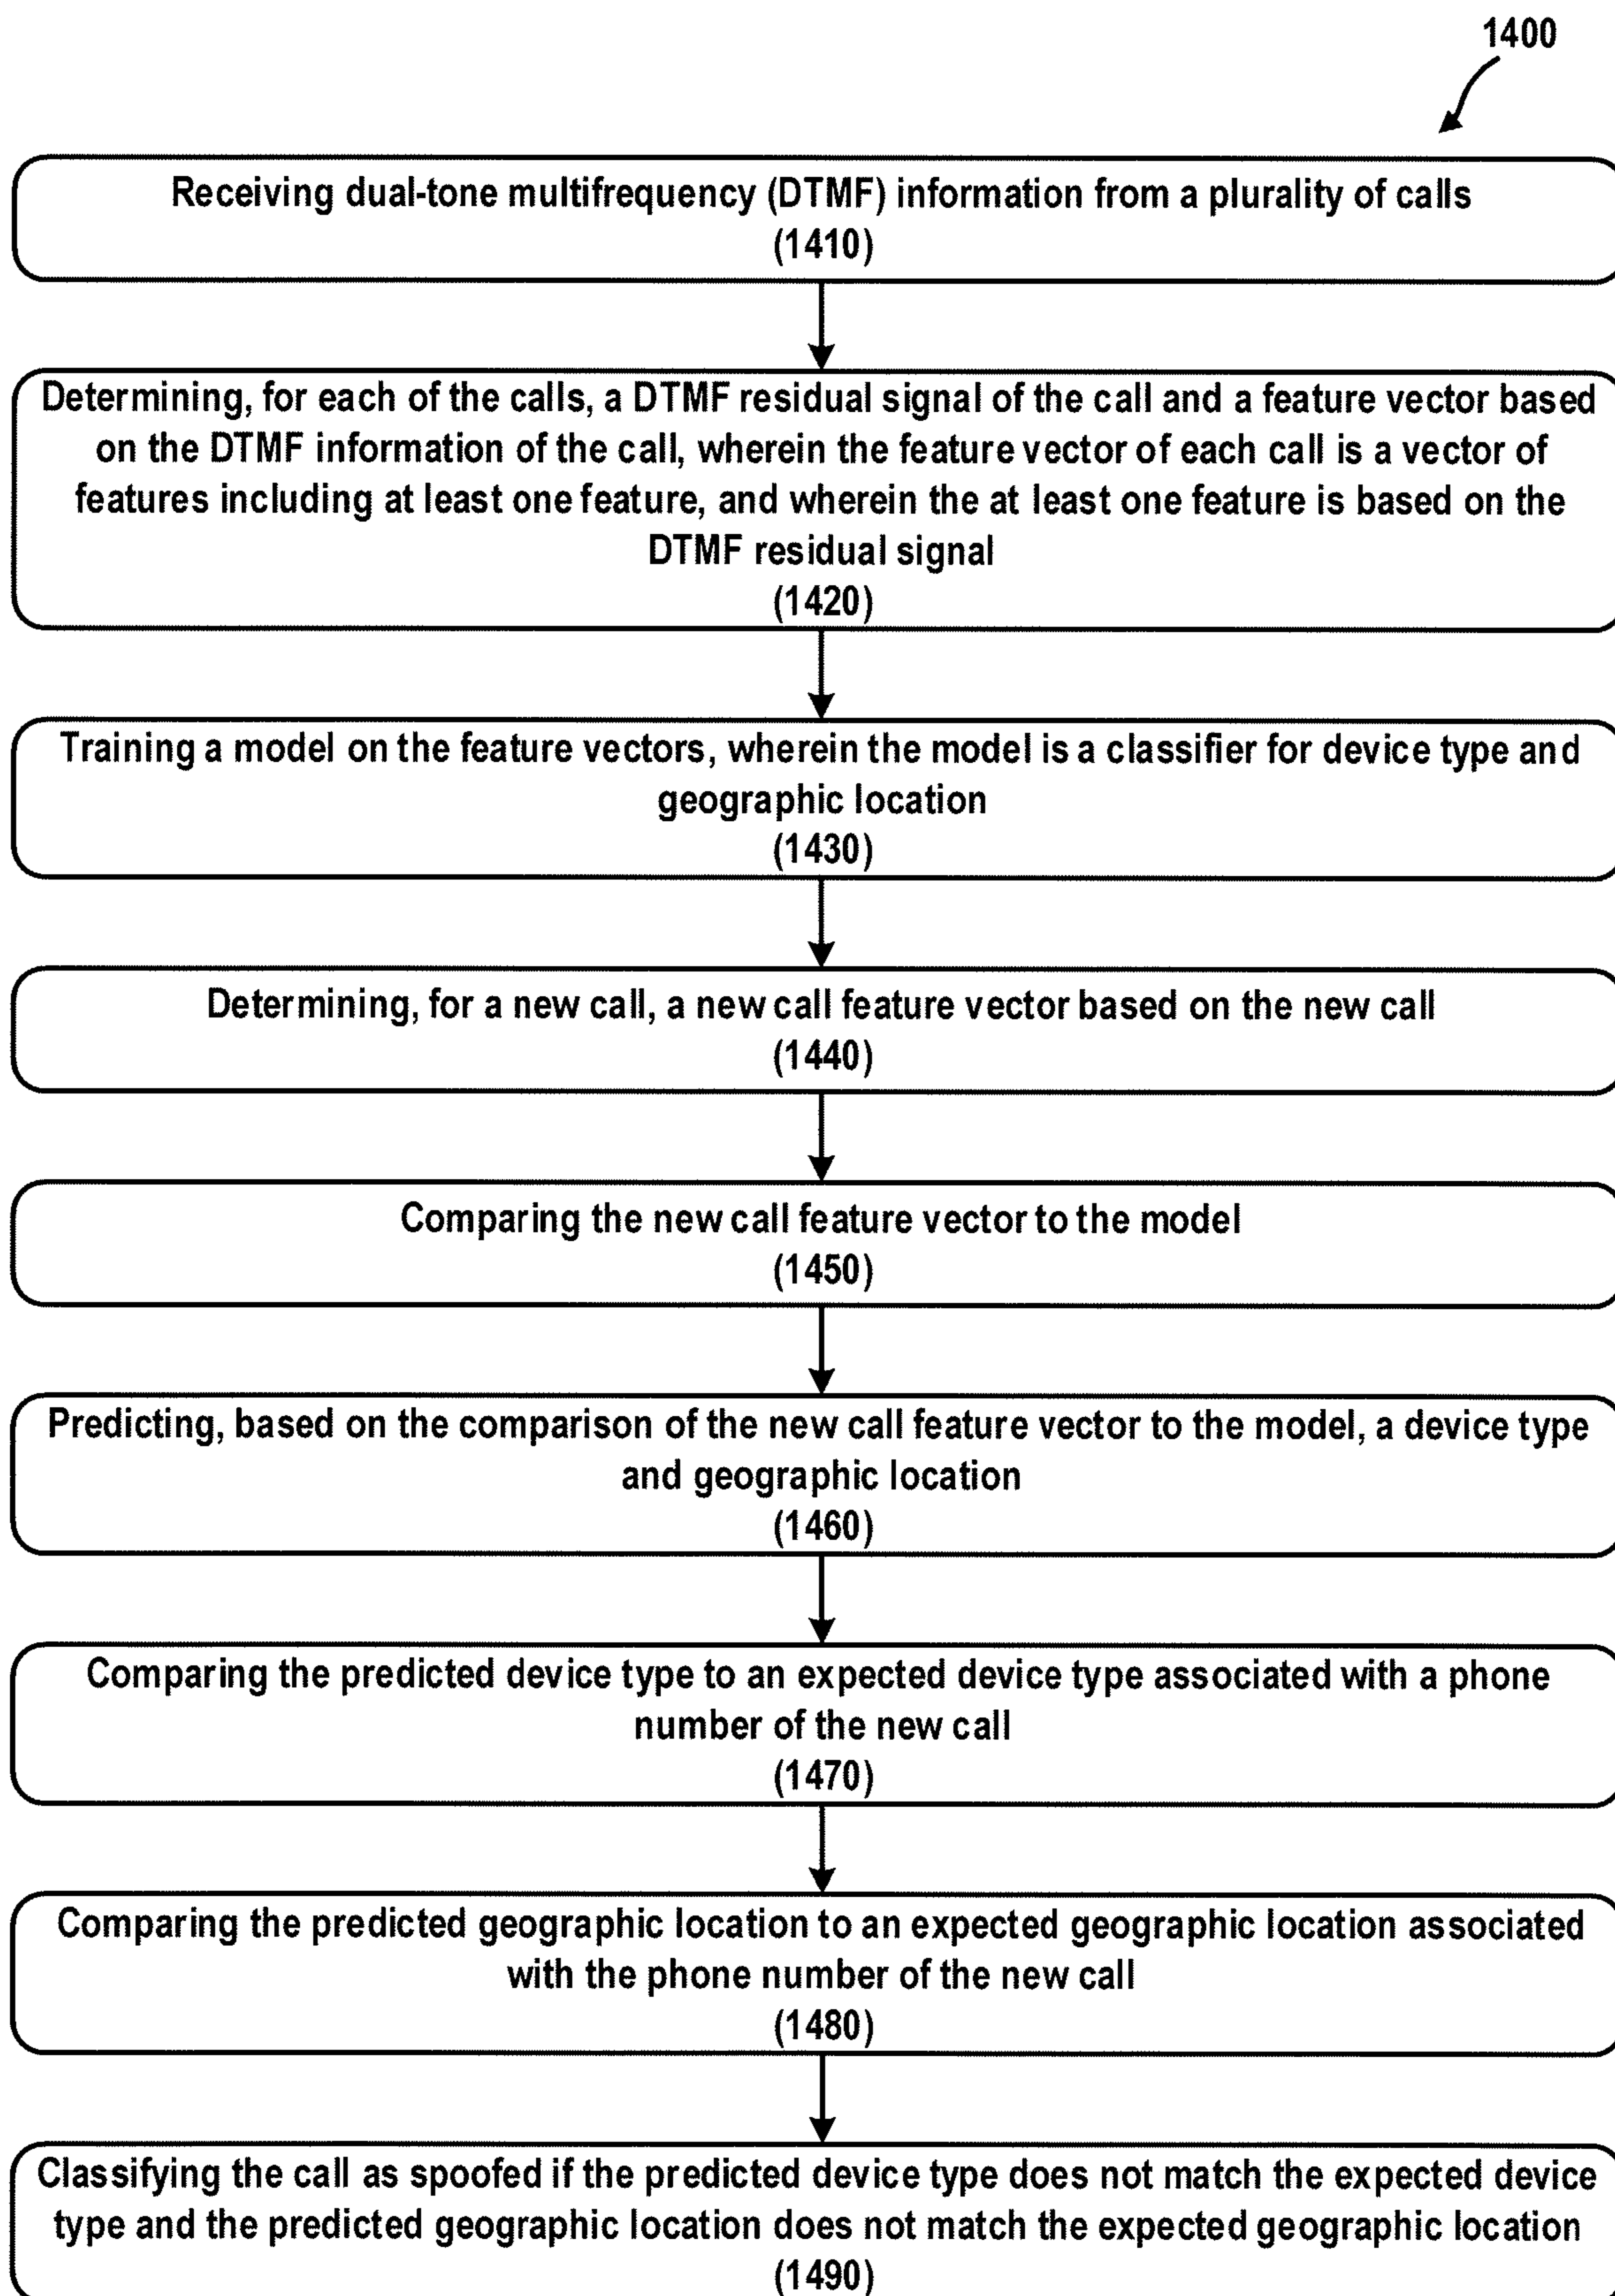 1400
Receiving dual-tone multifrequency (DTMF) information from a plurality of calls
(1410)
Determining, for each of the calls, a DTMF residual signal of the call and a feature vector based
on the DTMF information of the call, wherein the feature vector of each call is a vector of
features including at least one feature, and wherein the at least one feature is based on the
DTMF residual signal
(1420)
Training a model on the feature vectors, wherein the model is a classifier for device type and
geographic location
(1430)
Determining, for a new call, a new call feature vector based on the new call
(1440)
Comparing the new call feature vector to the model
(1450)
Predicting, based on the comparison of the new call feature vector to the model, a device type
and geographic location
(1460)
Comparing the predicted device type to an expected device type associated with a phone
number of the new call
(1470)
Comparing the predicted geographic location to an expected geographic location associated
with the phone number of the new call
(1480)
Classifying the call as spoofed if the predicted device type does not match the expected device
type and the predicted geographic location does not match the expected geographic location
(1490)